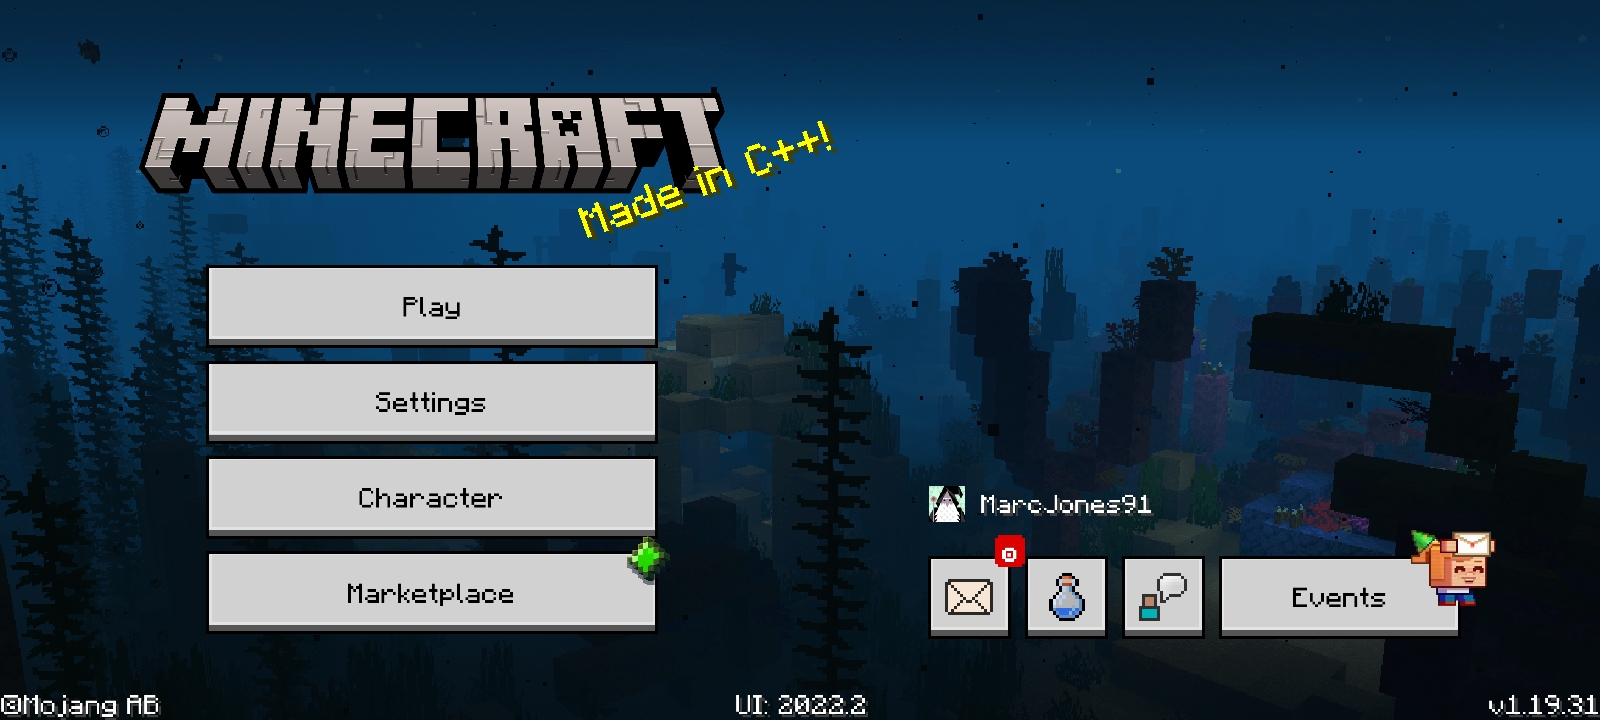 MINECRAFT
Made in C++!
Play
Settings
Character
Marketplace
MarcJones91
Events
©Mojang AB
UI: 2022.2
v1.19.31